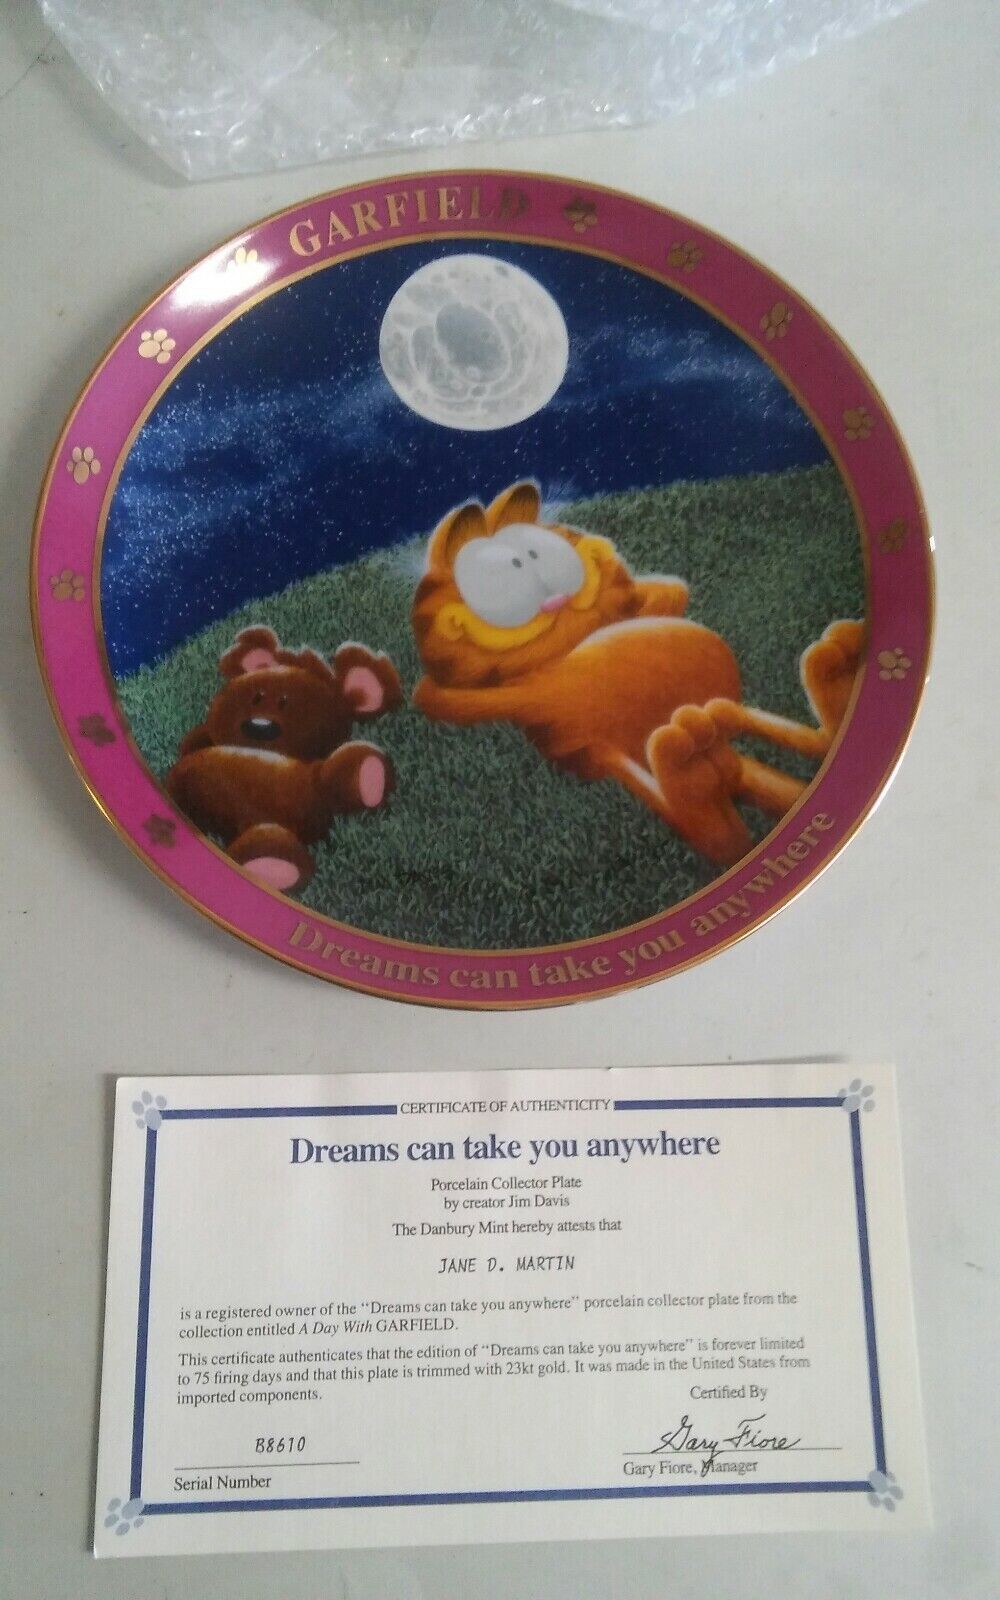 GARFIELD
Dreams can take you anywhere
CERTIFICATE OF AUTHENTICITY
Dreams can take you anywhere
Porcelain Collector Plate
by creator Jim Davis
The Danbury Mint hereby attests that
JANE D. MARTIN
is a registered owner of the "Dreams can take you anywhere" porcelain collector plate from the
collection entitled A Day With GARFIELD.
This certificate authenticates that the edition of "Dreams can take you anywhere" is forever limited
to 75 firing days and that this plate is trimmed with 23kt gold. It was made in the United States from
imported components.
Certified By
B8610
Gary Fiore
Serial Number
Gary Fiore, Manager